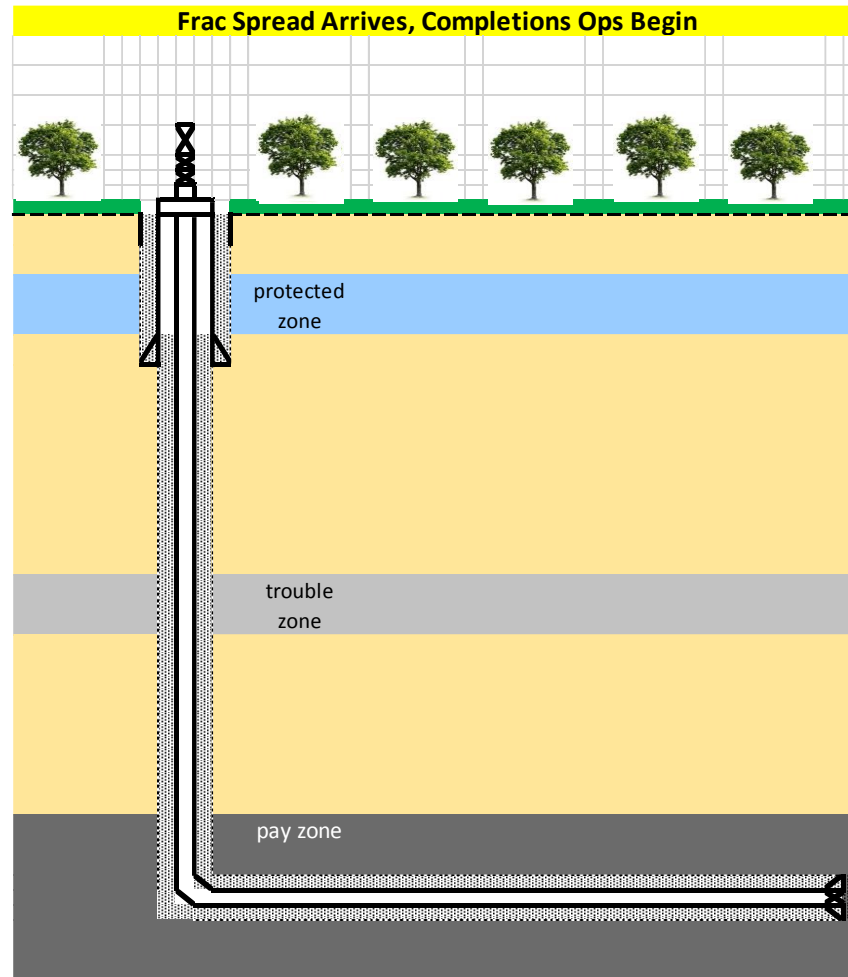 Frac Spread Arrives, Completions Ops Begin
protected
zone
trouble
zone
pay zone